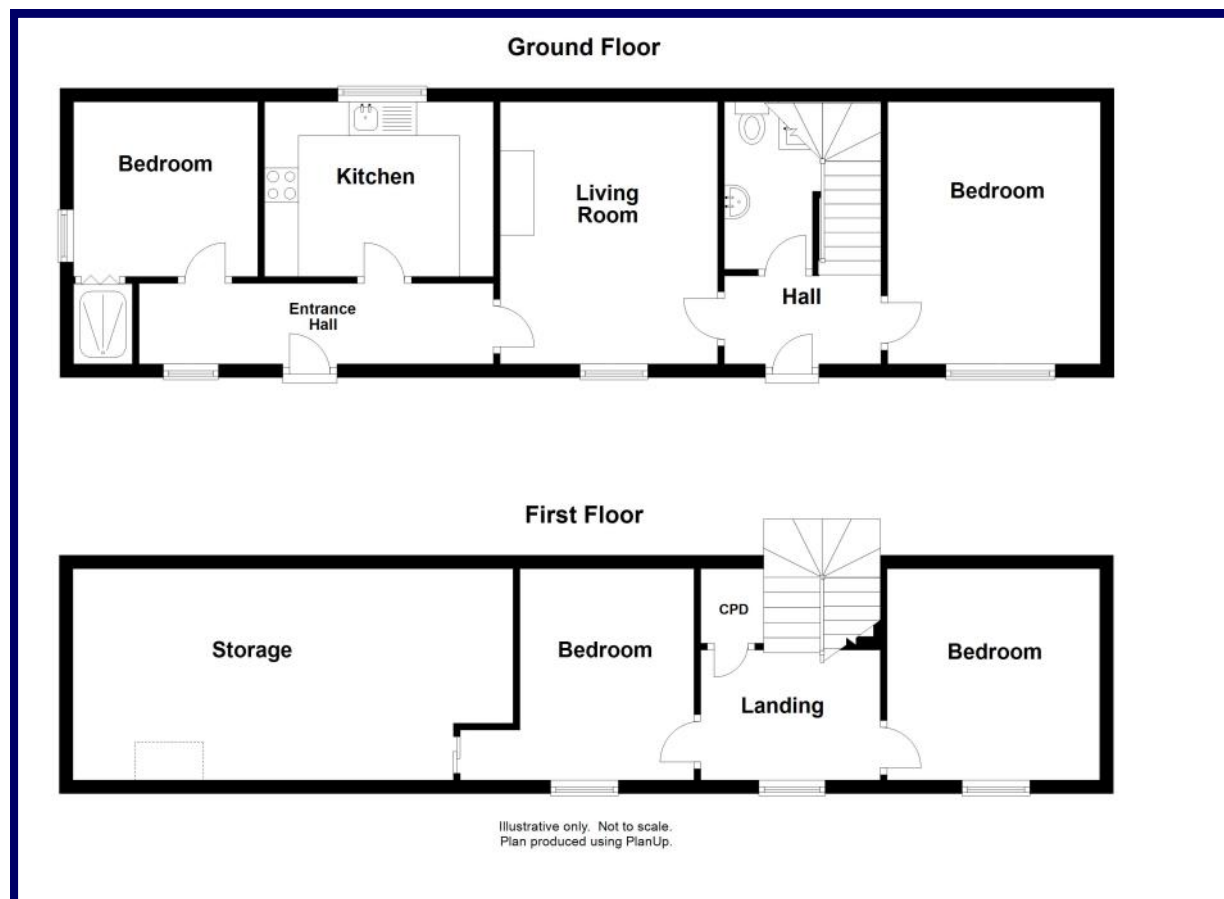 Ground Floor
Bedroom
Kitchen
Living
Room
Bedroom
Entrance
Hall
Hall
First Floor
Storage
Bedroom
CPD
Landing
Bedroom
Illustrative only. Not to scale.
Plan produced using PlanUp.